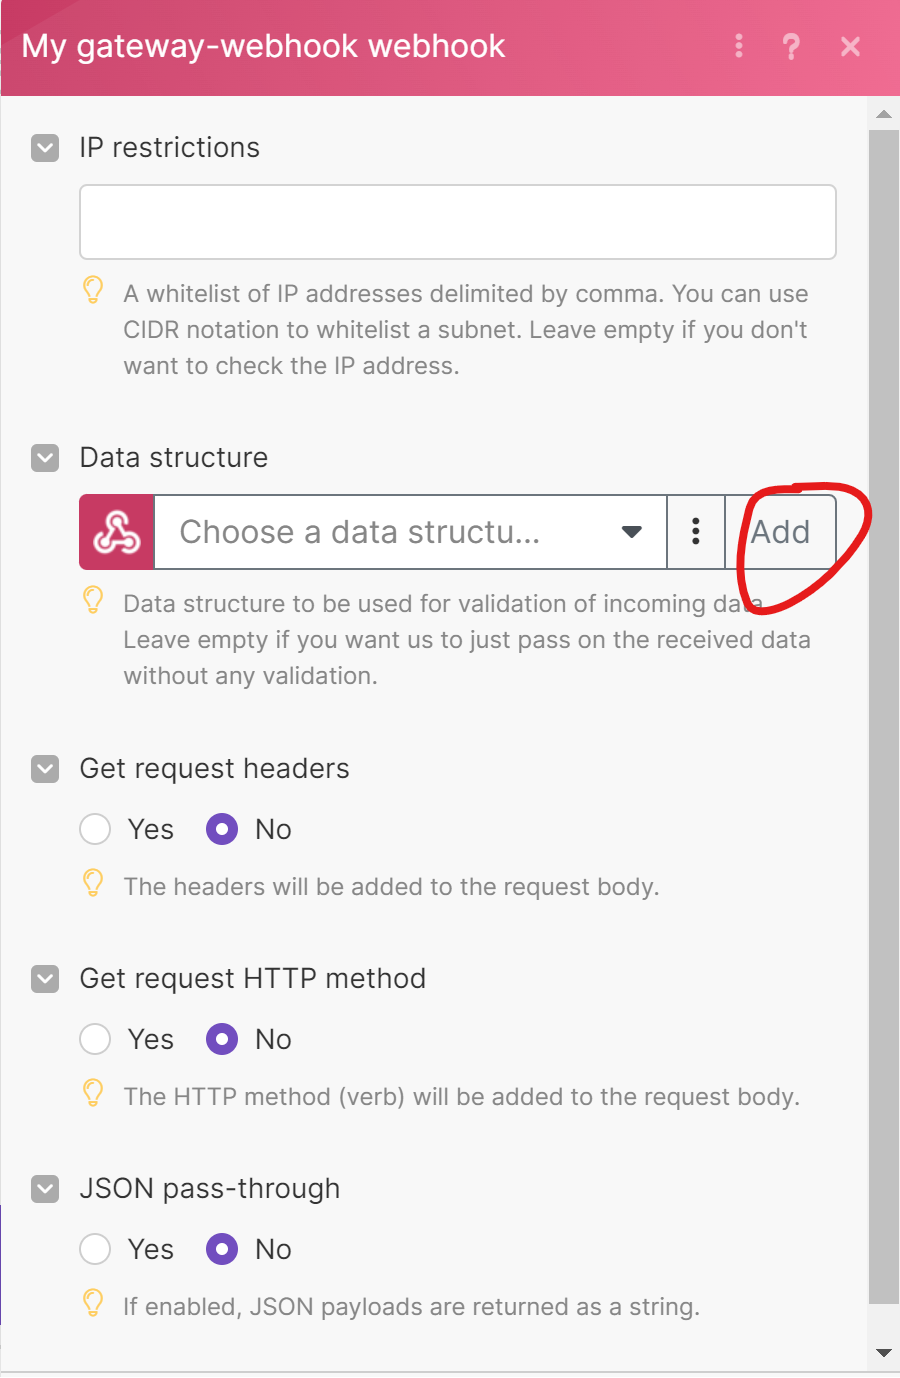 My gateway-webhook webhook
?
IP restrictions
A whitelist of IP addresses delimited by comma. You can use
CIDR notation to whitelist a subnet. Leave empty if you don't
want to check the IP address.
Data structure
Choose a data structu...
Add
Data structure to be used for validation of incoming data.
Leave empty if you want us to just pass on the received data
without any validation.
Get request headers
Yes No
The headers will be added to the request body.
Get request HTTP method
Yes No
The HTTP method (verb) will be added to the request body.
JSON pass-through
Yes No
If enabled, JSON payloads are returned as a string.